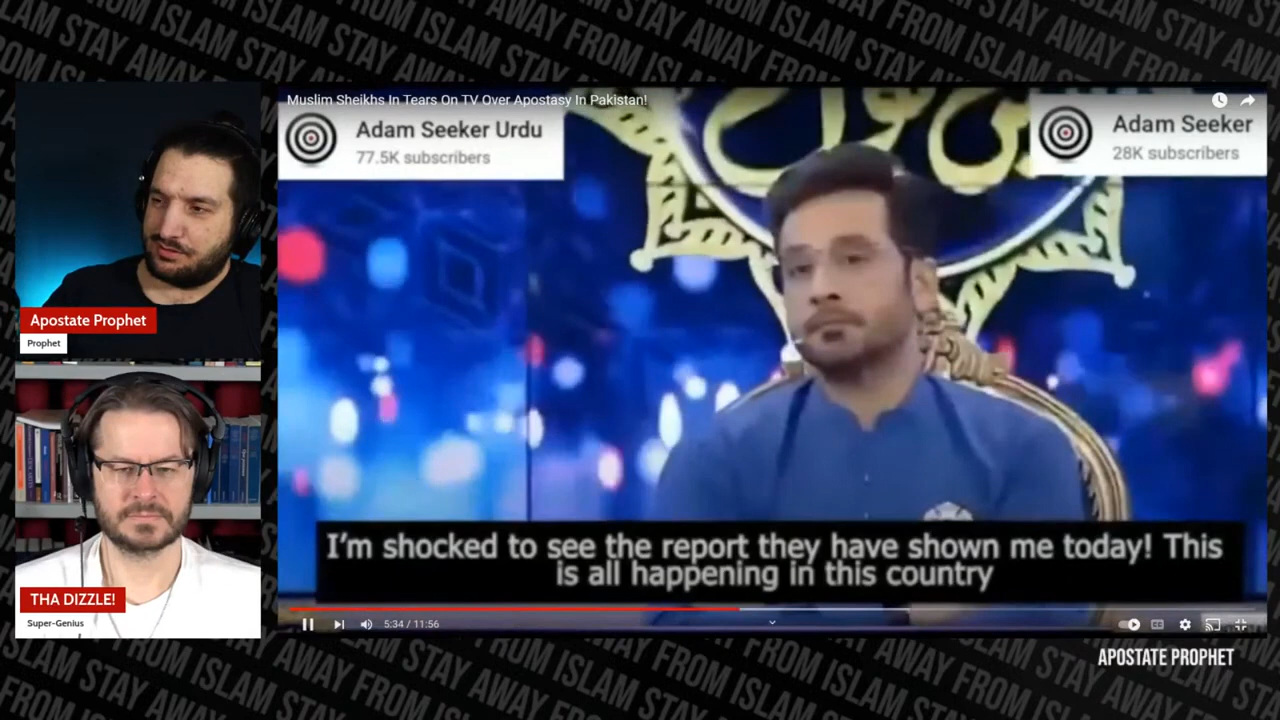 Muslim Sheikhs In Tears On TV Over Apostasy In Pakistan!
Adam Seeker Urdu
77.5K subscribers
Adam Seeker
28K subscribers
Apostate Prophet
Prophet
THA DIZZLE!
Super-Genius
I'm shocked to see the report they have shown me today! This
is all happening in this country
5:34 / 11:56
APOSTATE PROPHET
STAY AWAY FROM ISLAM